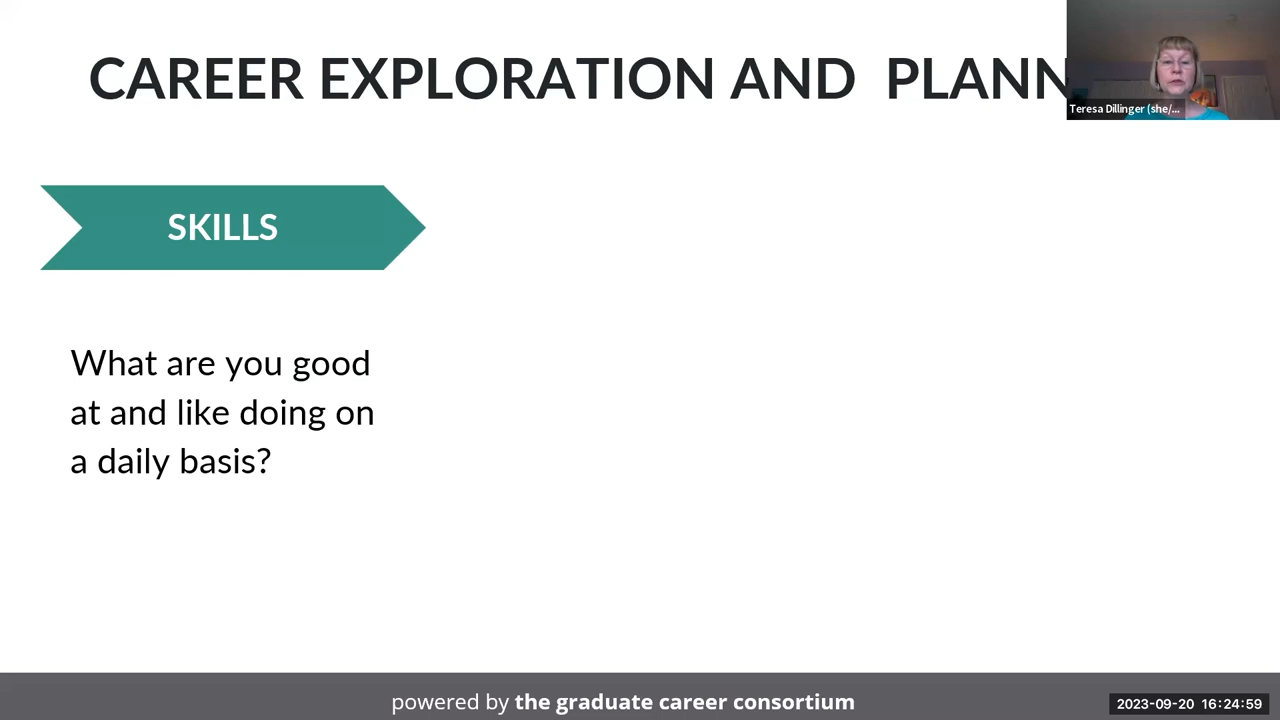 CAREER EXPLORATION AND PLANN
Teresa Dillinger (she/...
SKILLS
What are you good
at and like doing on
a daily basis?
powered by the graduate career consortium
2023-09-20 16:24:59